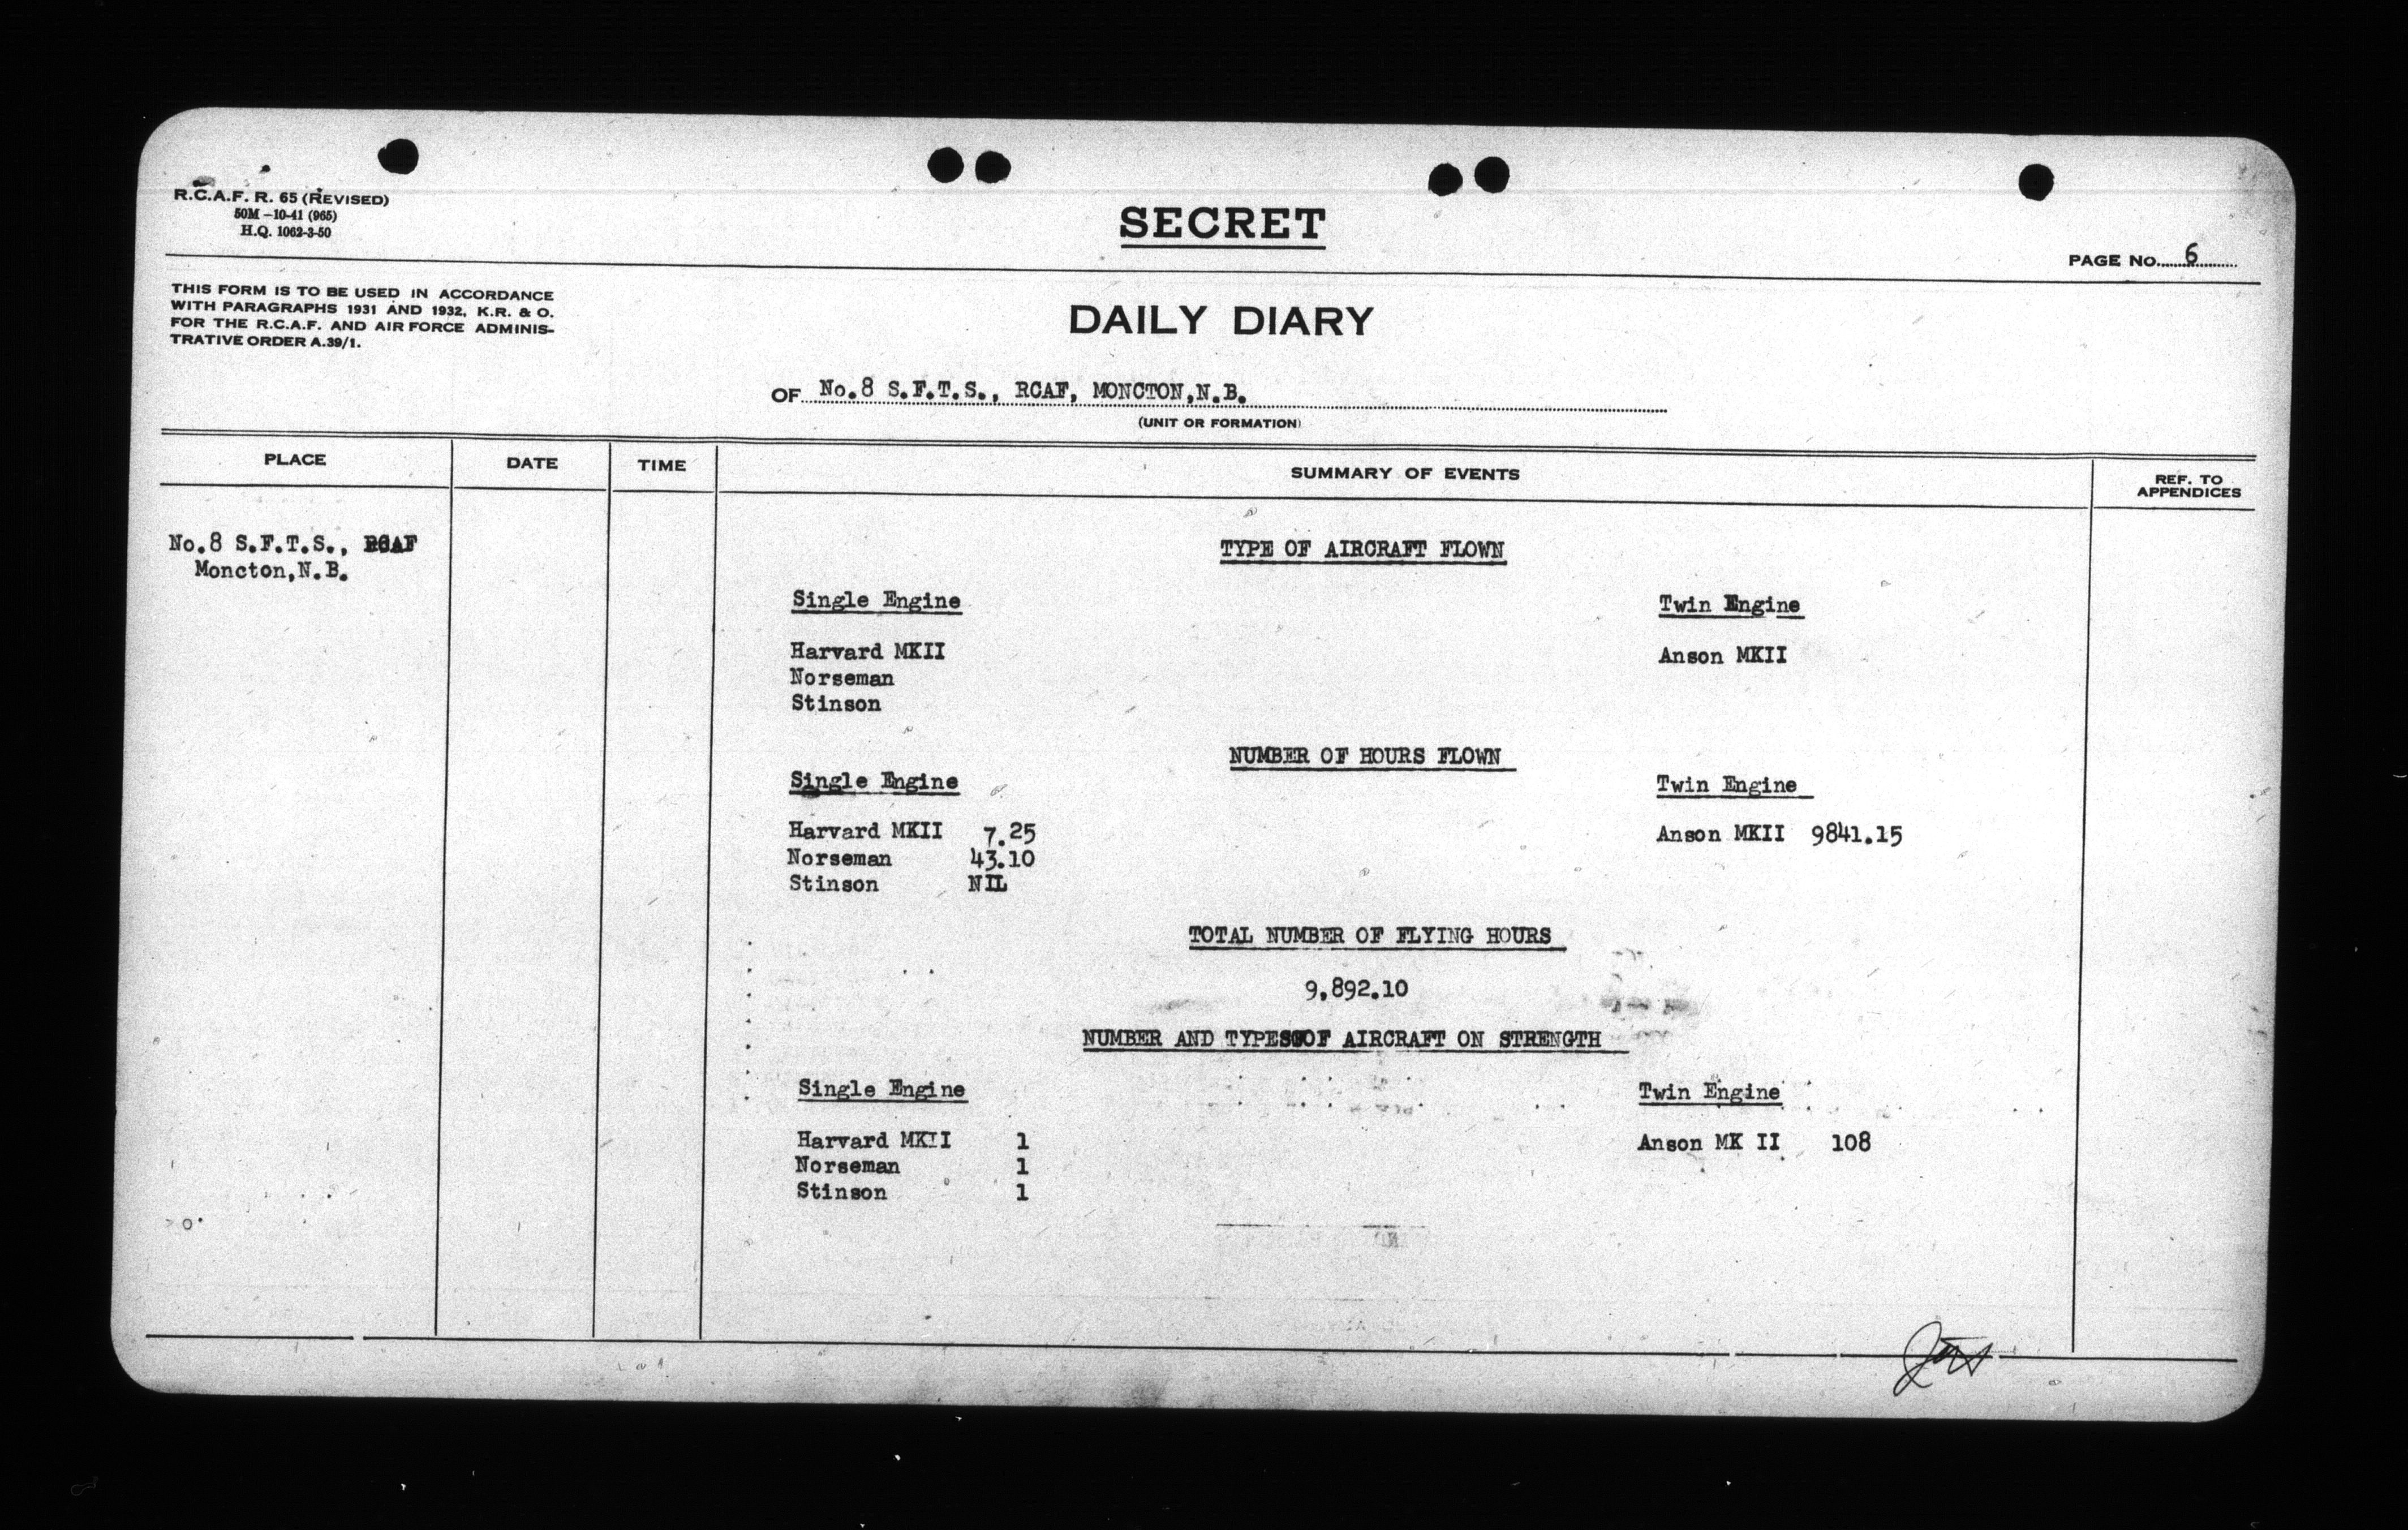 R.C.A.F. R. 65 (REVISED)
50M-10-41 (965)
H.Q. 1062-3-50
SECRET
PAGE NO. 6
THIS FORM IS TO BE USED IN ACCORDANCE
WITH PARAGRAPHS 1931 AND 1932, K.R. & O.
FOR THE R.C.A.F. AND AIR FORCE ADMINIS-
TRATIVE ORDER A.39/1.
DAILY DIARY
OF No.8 S.F.T.S., RCAF, MONCTON,N.B.
(UNIT OR FORMATION)
PLACE DATE TIME SUMMARY OF EVENTS REF. TO
APPENDICES
No.8 S.F.T.S., RCAF
Moncton,N.B.
TYPE OF AIRCRAFT FLOWN
Single Engine Twin Engine
Harvard MKII Anson MKII
Norseman
Stinson
NUMBER OF HOURS FLOWN
Single Engine Twin Engine
Harvard MKII 7.25 Anson MKII 9841.15
Norseman 43.10
Stinson NIL
TOTAL NUMBER OF FLYING HOURS
9,892.10
NUMBER AND TYPES OF AIRCRAFT ON STRENGTH
Single Engine Twin Engine
Harvard MKII 1 Anson MK II 108
Norseman 1
Stinson 1